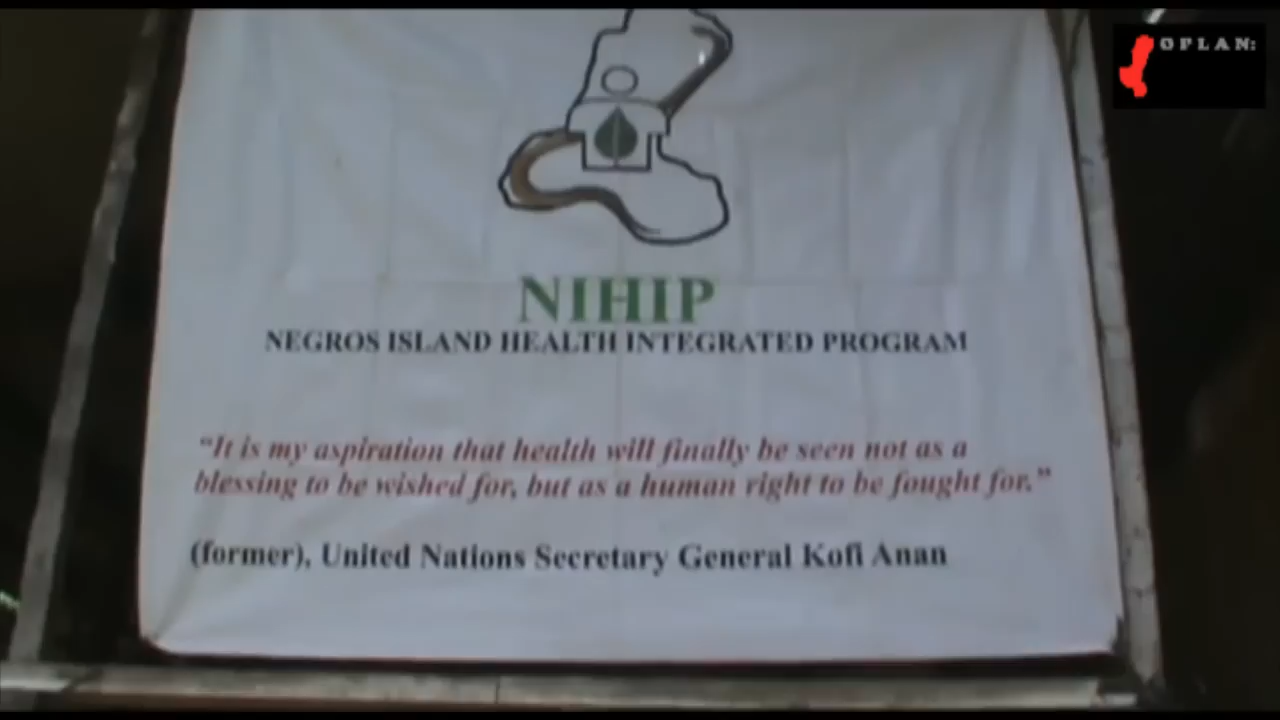 OPLAN:
NIHIP
NEGROS ISLAND HEALTH INTEGRATED PROGRAM
“It is my aspiration that health will finally be seen not as a
blessing to be wished for, but as a human right to be fought for.”
(former), United Nations Secretary General Kofi Anan